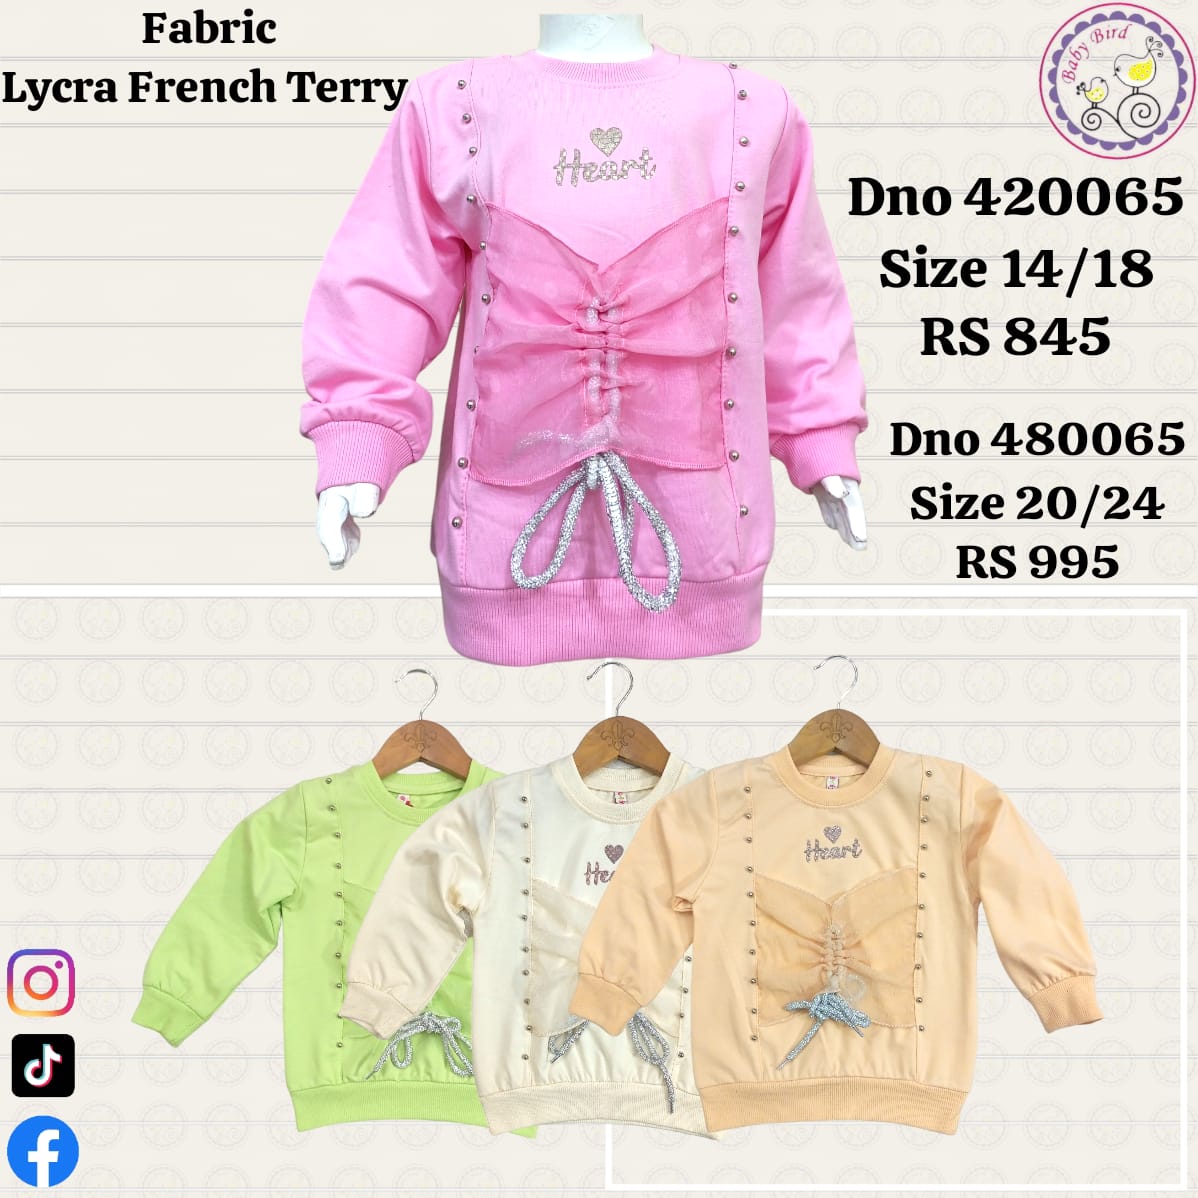 Fabric
Lycra French Terry
Baby Bird
Heart
Dno 420065
Size 14/18
RS 845
Dno 480065
Size 20/24
RS 995
Heart